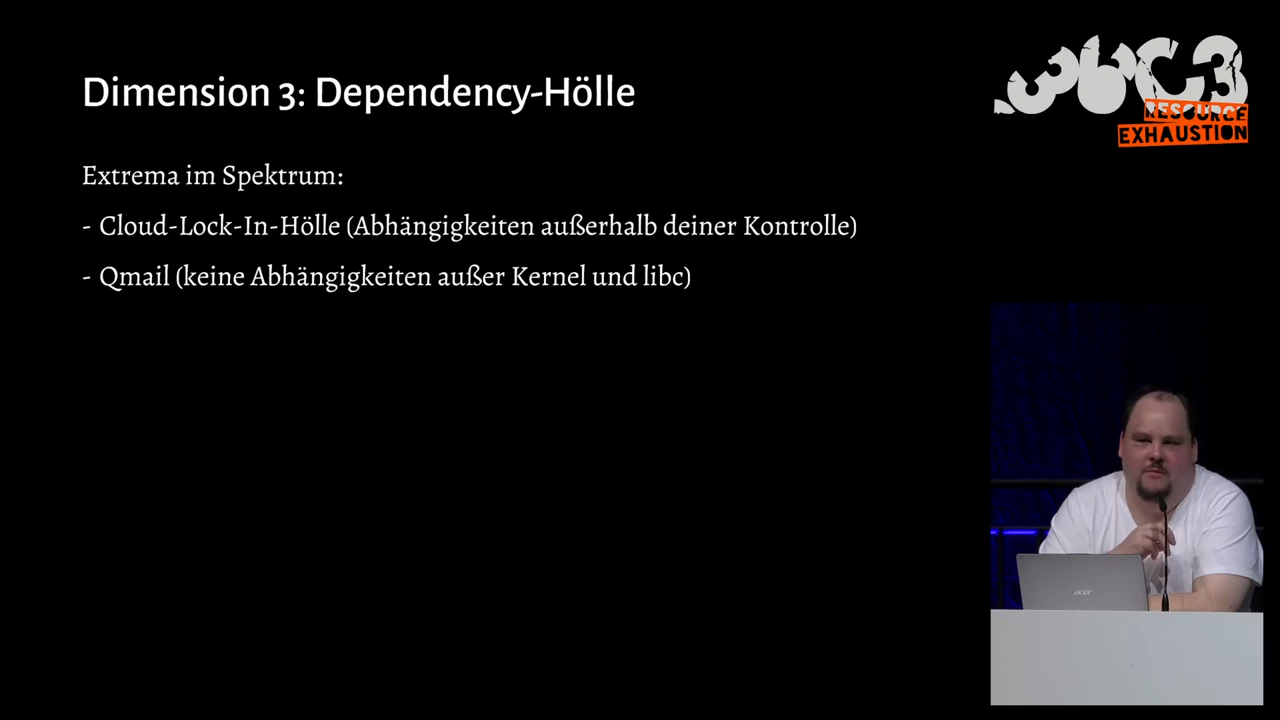 Dimension 3: Dependency-Hölle
Extrema im Spektrum:
- Cloud-Lock-In-Hölle (Abhängigkeiten außerhalb deiner Kontrolle)
- Qmail (keine Abhängigkeiten außer Kernel und libc)
36C3
RESOURCE
EXHAUSTION
acer